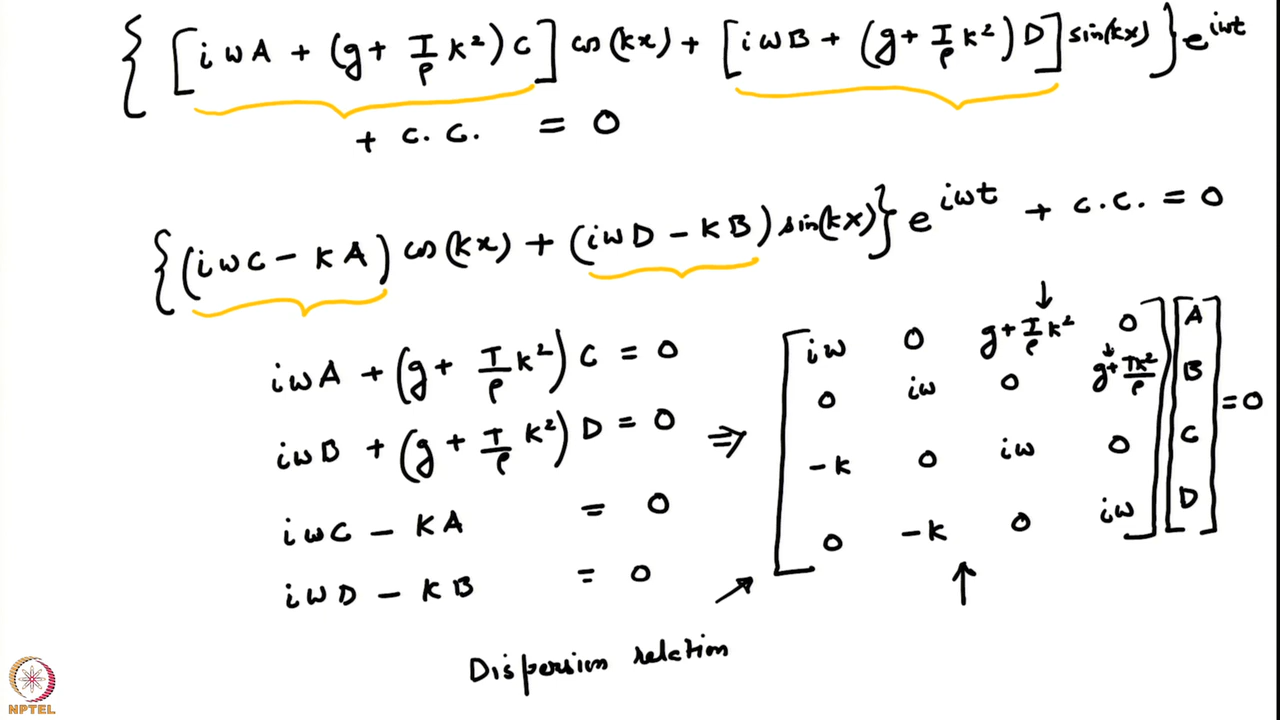 { [iωA + (g + T/ρ k²) C] cos(kx) + [iωB + (g + T/ρ k²) D] sin(kx) } e^{iωt}
+ c.c. = 0
{ (iωC - kA) cos(kx) + (iωD - kB) sin(kx) } e^{iωt} + c.c. = 0
iωA + (g + T/ρ k²) C = 0
iωB + (g + T/ρ k²) D = 0
iωC - kA = 0
iωD - kB = 0
⇒
[ iω 0 g + T/ρ k² 0 ] [ A ]
[ 0 iω 0 g + Tk²/ρ ] [ B ] = 0
[ -k 0 iω 0 ] [ C ]
[ 0 -k 0 iω ] [ D ]
Dispersion relation
NPTEL